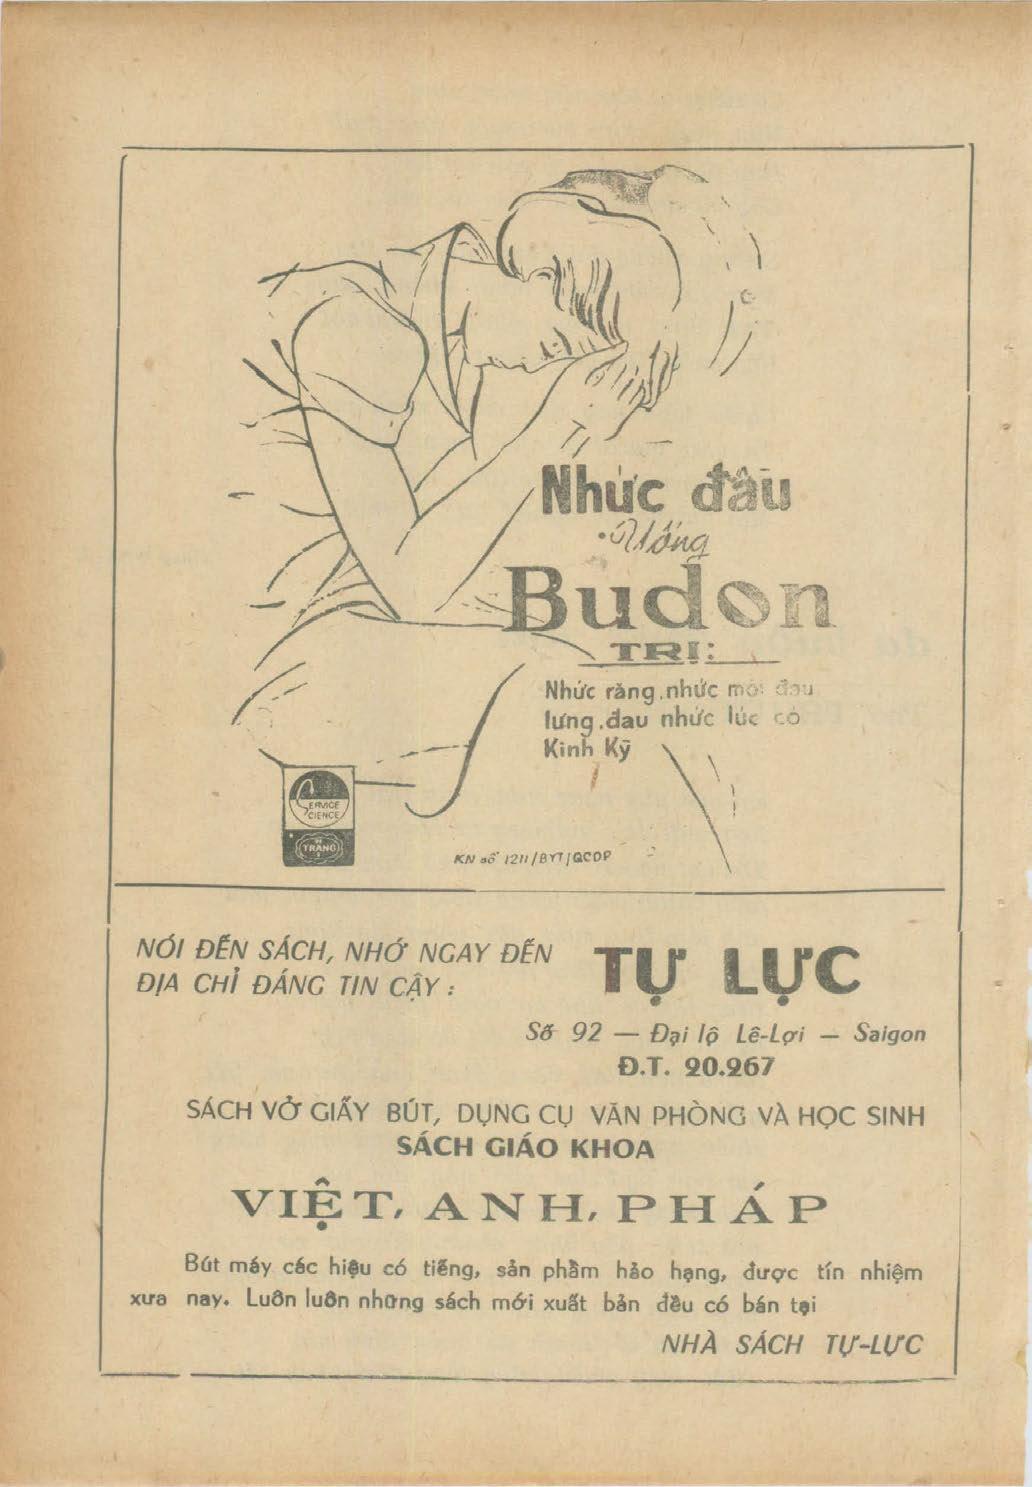 Nhức đầu
Uống
Budon
TRỊ:
Nhức răng, nhức mỏi đau
lưng, đau nhức lúc có
Kinh Kỳ
SERVICE
SCIENCE
TRANG
KN số 1211/BYT/QCDP
NÓI ĐẾN SÁCH, NHỚ NGAY ĐẾN
ĐỊA CHỈ ĐÁNG TIN CẬY :
TỰ LỰC
Số 92 — Đại lộ Lê-Lợi — Saigon
Đ.T. 20.267
SÁCH VỞ GIẤY BÚT, DỤNG CỤ VĂN PHÒNG VÀ HỌC SINH
SÁCH GIÁO KHOA
VIỆT, ANH, PHÁP
Bút máy các hiệu có tiếng, sản phầm hảo hạng, được tín nhiệm
xưa nay. Luôn luôn những sách mới xuất bản đều có bán tại
NHÀ SÁCH TỰ-LỰC